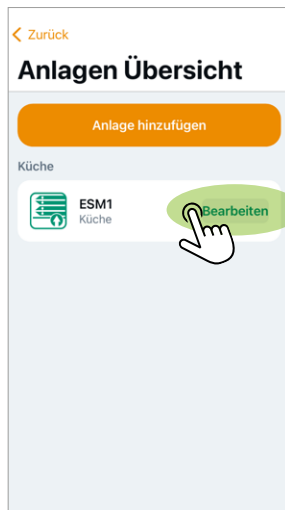 Zurück
Anlagen Übersicht
Anlage hinzufügen
Küche
ESM1
Küche
Bearbeiten